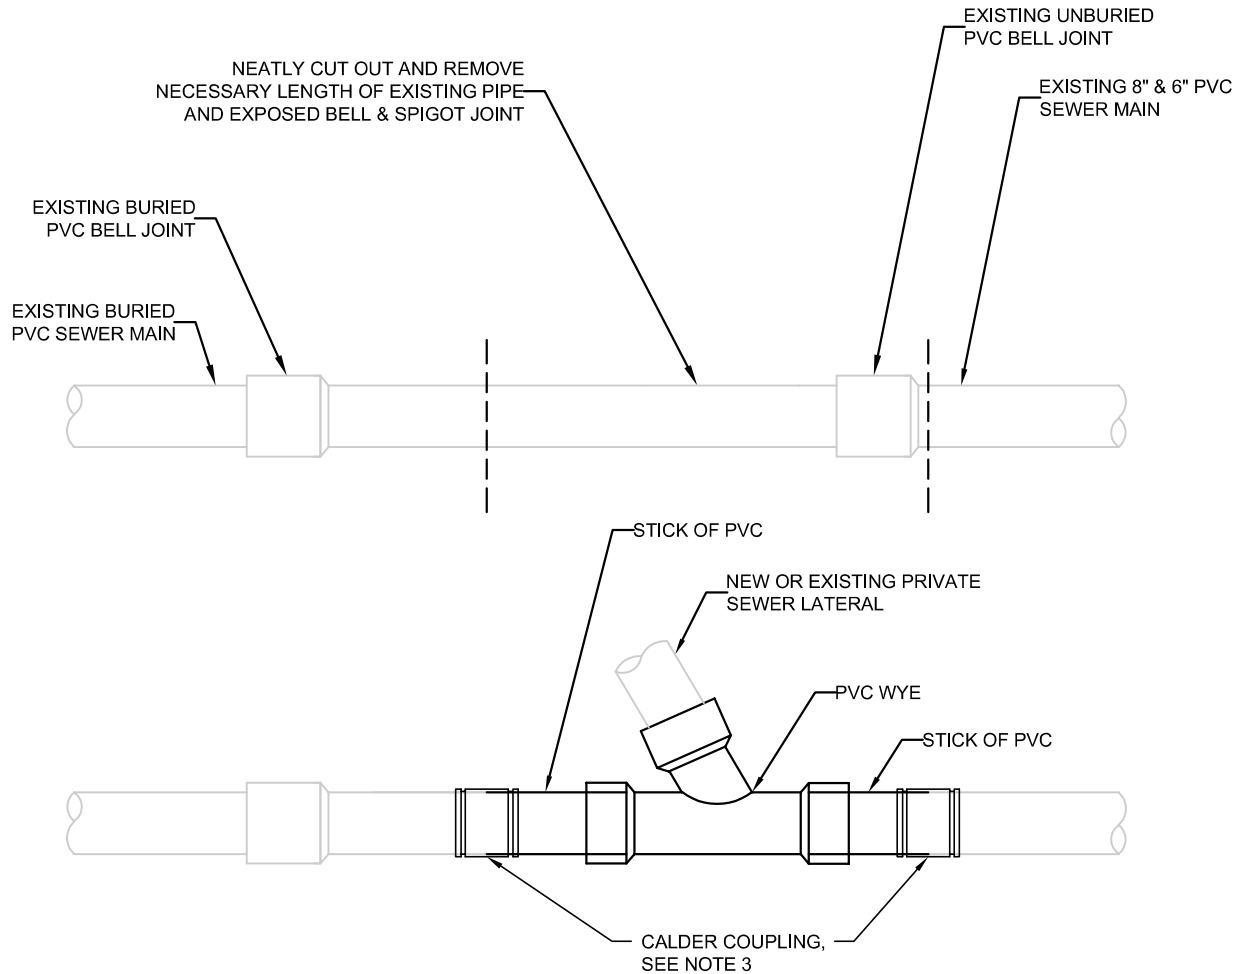 EXISTING UNBURIED
PVC BELL JOINT
NEATLY CUT OUT AND REMOVE
NECESSARY LENGTH OF EXISTING PIPE
AND EXPOSED BELL & SPIGOT JOINT
EXISTING 8" & 6" PVC
SEWER MAIN
EXISTING BURIED
PVC BELL JOINT
EXISTING BURIED
PVC SEWER MAIN
STICK OF PVC
NEW OR EXISTING PRIVATE
SEWER LATERAL
PVC WYE
STICK OF PVC
CALDER COUPLING,
SEE NOTE 3